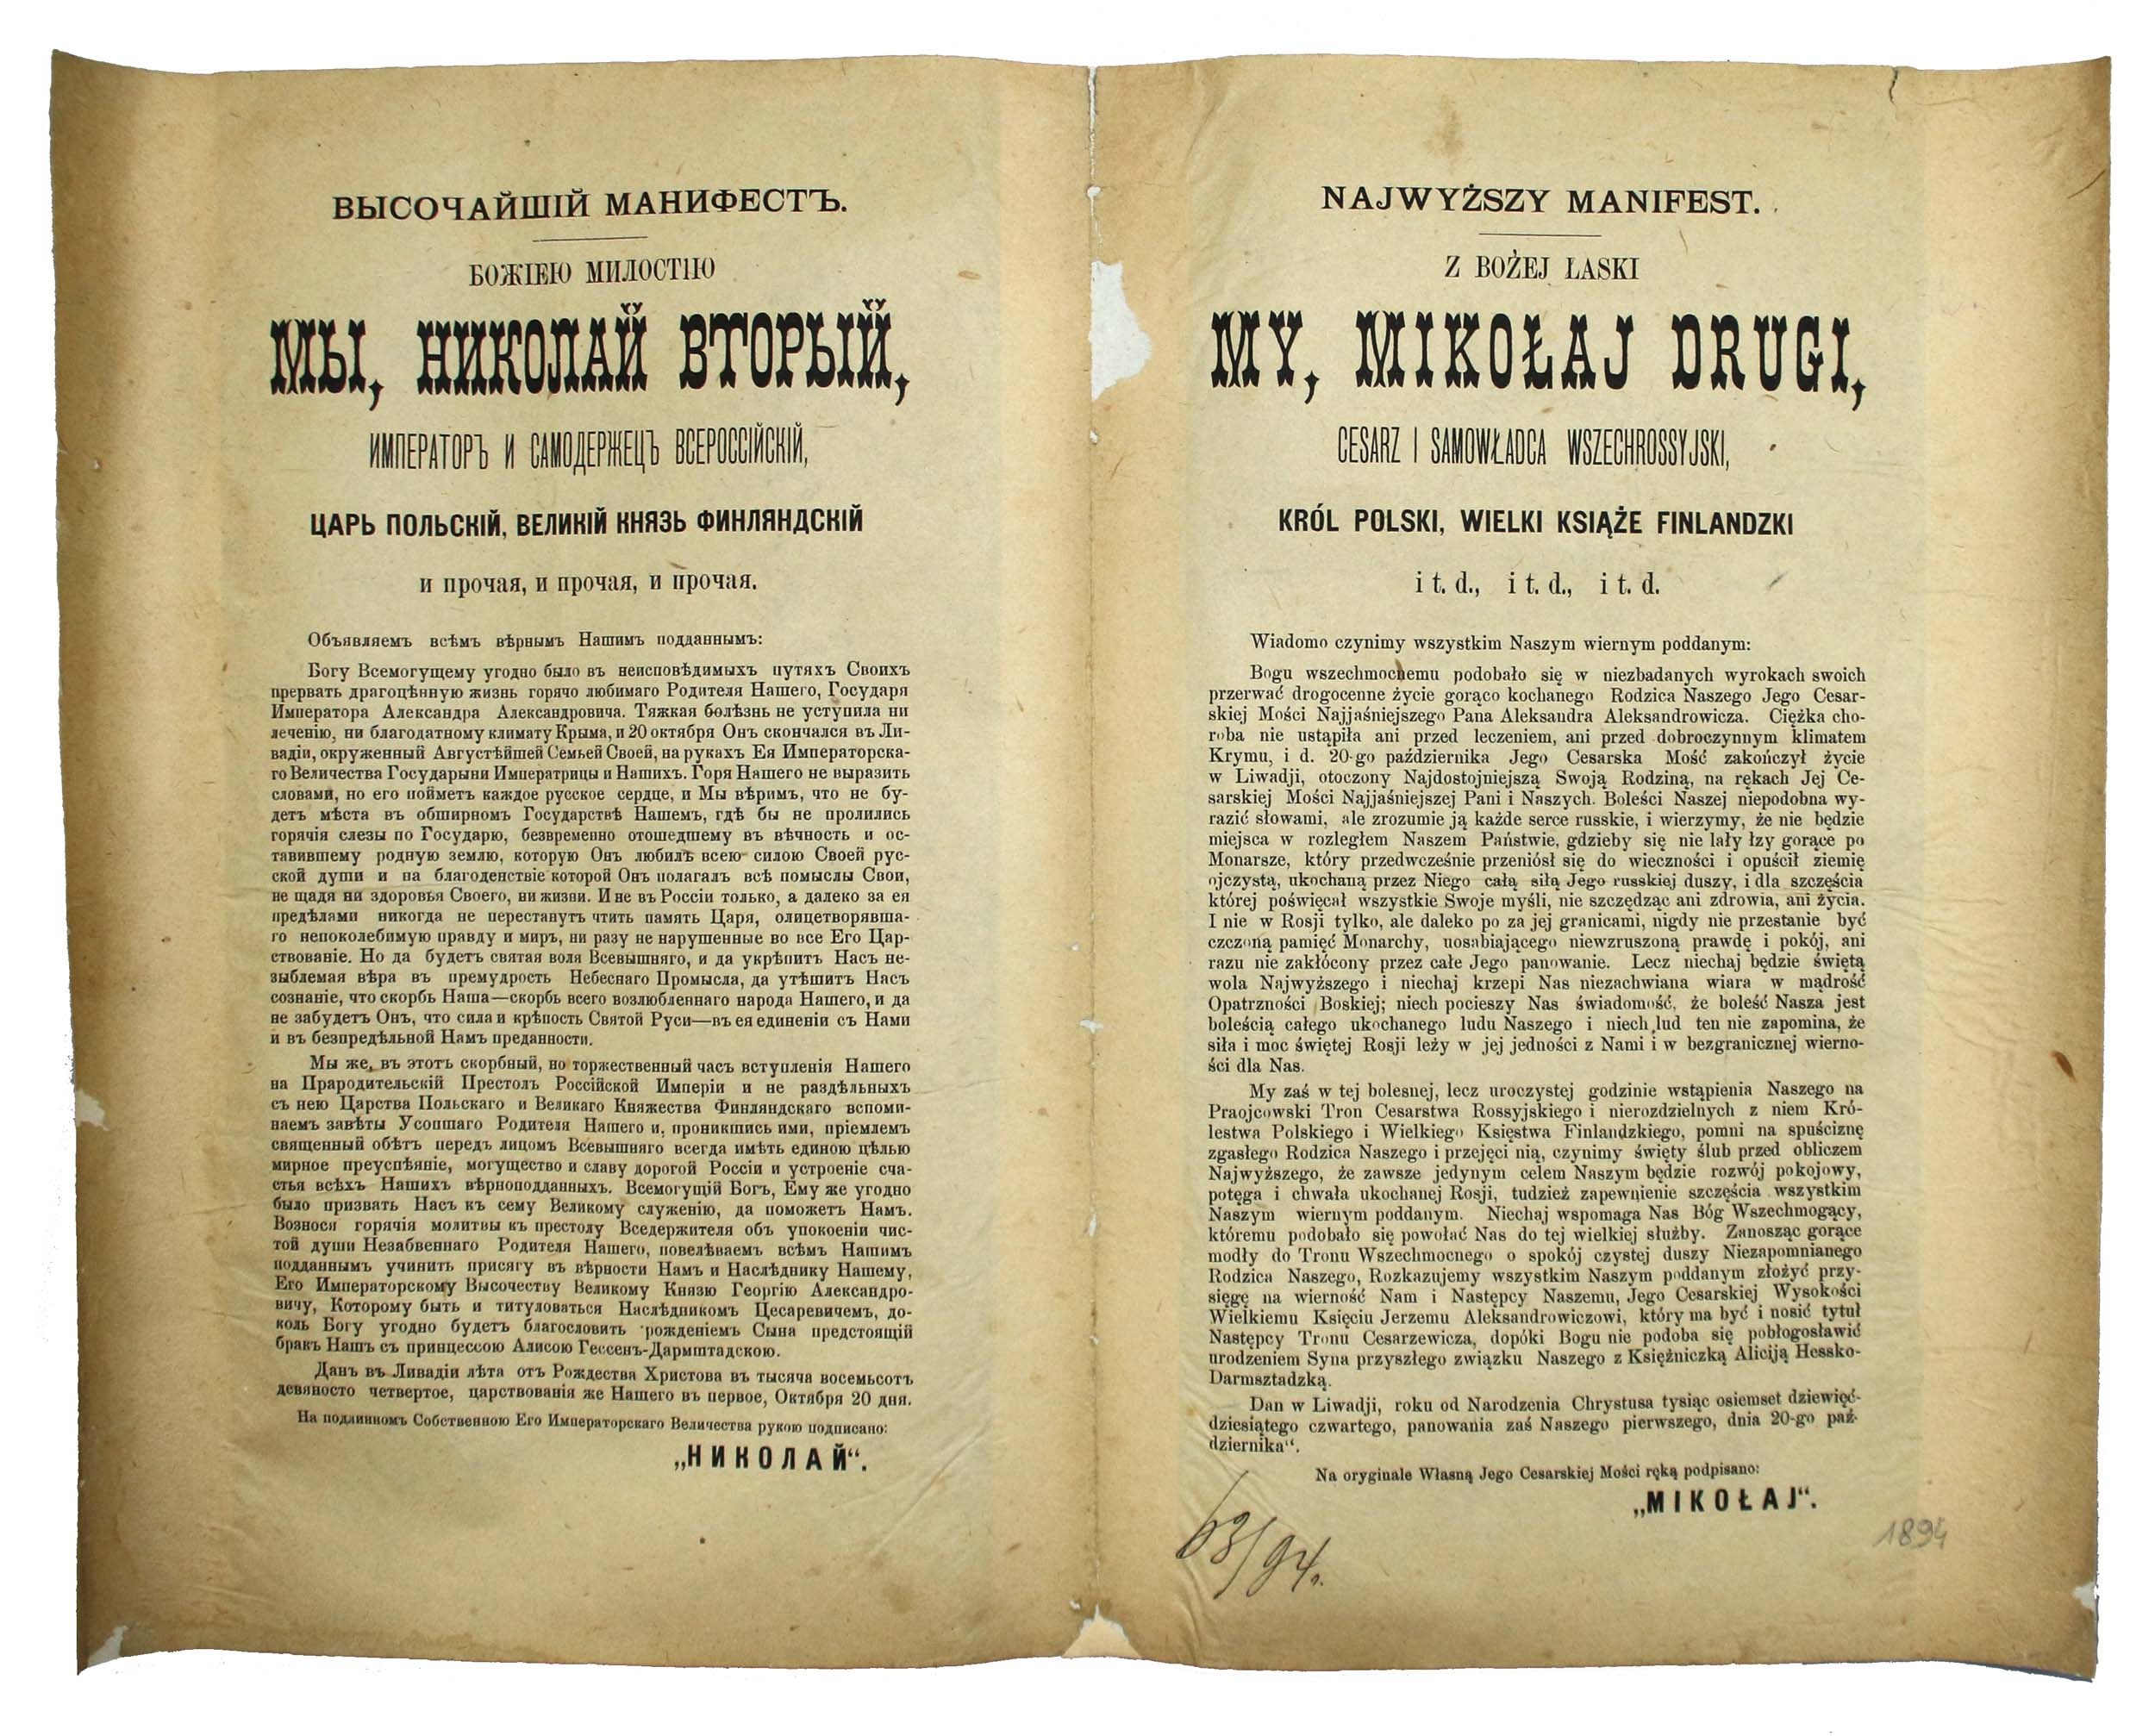 ВЫСОЧАЙШІЙ МАНИФЕСТЪ.
БОЖІЕЮ МИЛОСТІЮ
МЫ, НИКОЛАЙ ВТОРЫЙ,
ИМПЕРАТОРЪ И САМОДЕРЖЕЦЪ ВСЕРОССІЙСКІЙ,
ЦАРЬ ПОЛЬСКІЙ, ВЕЛИКІЙ КНЯЗЬ ФИНЛЯНДСКІЙ
и прочая, и прочая, и прочая.
Объявляемъ всѣмъ вѣрнымъ Нашимъ подданнымъ:
Богу Всемогущему угодно было въ неисповѣдимыхъ путяхъ Своихъ
прервать драгоцѣнную жизнь горячо любимаго Родителя Нашего, Государя
Императора Александра Александровича. Тяжкая болѣзнь не уступила ни
леченію, ни благодатному климату Крыма, и 20 октября Онъ скончался въ Ли-
вадіи, окруженный Августѣйшей Семьей Своей, на рукахъ Ея Императорска-
го Величества Государыни Императрицы и Нашихъ. Горя Нашего не выразить
словами, но его пойметъ каждое русское сердце, и Мы вѣримъ, что не бу-
детъ мѣста въ обширномъ Государствѣ Нашемъ, гдѣ бы не пролились
горячія слезы по Государю, безвременно отошедшему въ вѣчность и ос-
тавившему родную землю, которую Онъ любилъ всею силою Своей рус-
ской души и на благоденствіе которой Онъ полагалъ всѣ помыслы Свои,
не щадя ни здоровья Своего, ни жизни. И не въ Россіи только, а далеко за ея
предѣлами никогда не перестанутъ чтить память Царя, олицетворявша-
го непоколебимую правду и миръ, ни разу не нарушенные во все Его Цар-
ствованіе. Но да будетъ святая воля Всевышняго, и да укрѣпитъ Насъ не-
зыблемая вѣра въ премудрость Небеснаго Промысла, да утѣшитъ Насъ
сознаніе, что скорбь Наша—скорбь всего возлюбленнаго народа Нашего, и да
не забудетъ Онъ, что сила и крѣпость Святой Руси—въ ея единеніи съ Нами
и въ безпредѣльной Намъ преданности.
Мы же, въ этотъ скорбный, но торжественный часъ вступленія Нашего
на Прародительскій Престолъ Россійской Имперіи и не раздѣльныхъ
съ нею Царства Польскаго и Великаго Княжества Финляндскаго вспоми-
наемъ завѣты Усопшаго Родителя Нашего и, проникшись ими, пріемлемъ
священный обѣтъ передъ лицомъ Всевышняго всегда имѣть единою цѣлью
мирное преуспѣяніе, могущество и славу дорогой Россіи и устроеніе сча-
стья всѣхъ Нашихъ вѣрноподданныхъ. Всемогущій Богъ, Ему же угодно
было призвать Насъ къ сему Великому служенію, да поможетъ Намъ.
Вознося горячія молитвы къ престолу Вседержителя объ упокоеніи чис-
той души Незабвеннаго Родителя Нашего, повелѣваемъ всѣмъ Нашимъ
подданнымъ учинить присягу въ вѣрности Намъ и Наслѣднику Нашему,
Его Императорскому Высочеству Великому Князю Георгію Александро-
вичу, Которому быть и титуловаться Наслѣдникомъ Цесаревичемъ, до-
коль Богу угодно будетъ благословить рожденіемъ Сына предстоящій
бракъ Нашъ съ принцессою Алисою Гессенъ-Дармштадскою.
Данъ въ Ливадіи лѣта отъ Рождества Христова въ тысяча восемьсотъ
девяносто четвертое, царствованія же Нашего въ первое, Октября 20 дня.
На подлинномъ Собственною Его Императорскаго Величества рукою подписано:
„НИКОЛАЙ“.
NAJWYŻSZY MANIFEST.
Z BOŻEJ ŁASKI
MY, MIKOŁAJ DRUGI,
CESARZ I SAMOWŁADCA WSZECHROSSYJSKI,
KRÓL POLSKI, WIELKI KSIĄŻE FINLANDZKI
i t. d., i t. d., i t. d.
Wiadomo czynimy wszystkim Naszym wiernym poddanym:
Bogu wszechmocnemu podobało się w niezbadanych wyrokach swoich
przerwać drogocenne życie gorąco kochanego Rodzica Naszego Jego Cesar-
skiej Mości Najjaśniejszego Pana Aleksandra Aleksandrowicza. Ciężka cho-
roba nie ustąpiła ani przed leczeniem, ani przed dobroczynnym klimatem
Krymu, i d. 20-go października Jego Cesarska Mość zakończył życie
w Liwadji, otoczony Najdostojniejszą Swoją Rodziną, na rękach Jej Ce-
sarskiej Mości Najjaśniejszej Pani i Naszych. Boleści Naszej niepodobna wy-
razić słowami, ale zrozumie ją każde serce russkie, i wierzymy, że nie będzie
miejsca w rozległem Naszem Państwie, gdzieby się nie lały łzy gorące po
Monarsze, który przedwcześnie przeniósł się do wieczności i opuścił ziemię
ojczystą, ukochaną przez Niego całą siłą Jego russkiej duszy, i dla szczęścia
której poświęcał wszystkie Swoje myśli, nie szczędząc ani zdrowia, ani życia.
I nie w Rosji tylko, ale daleko po za jej granicami, nigdy nie przestanie być
czczoną pamięć Monarchy, uosabiającego niewzruszoną prawdę i pokój, ani
razu nie zakłócony przez całe Jego panowanie. Lecz niechaj będzie świętą
wola Najwyższego i niechaj krzepi Nas niezachwiana wiara w mądrość
Opatrzności Boskiej; niech pocieszy Nas świadomość, że boleść Nasza jest
boleścią całego ukochanego ludu Naszego i niech lud ten nie zapomina, że
siła i moc świętej Rosji leży w jej jedności z Nami i w bezgranicznej wierno-
ści dla Nas.
My zaś w tej bolesnej, lecz uroczystej godzinie wstąpienia Naszego na
Praojcowski Tron Cesarstwa Rossyjskiego i nierozdzielnych z niem Kró-
lestwa Polskiego i Wielkiego Księstwa Finlandzkiego, pomni na spuściznę
zgasłego Rodzica Naszego i przejęci nią, czynimy święty ślub przed obliczem
Najwyższego, że zawsze jedynym celem Naszym będzie rozwój pokojowy,
potęga i chwała ukochanej Rosji, tudzież zapewnienie szczęścia wszystkim
Naszym wiernym poddanym. Niechaj wspomaga Nas Bóg Wszechmogący,
któremu podobało się powołać Nas do tej wielkiej służby. Zanosząc gorące
modły do Tronu Wszechmocnego o spokój czystej duszy Niezapomnianego
Rodzica Naszego, Rozkazujemy wszystkim Naszym poddanym złożyć przy-
sięgę na wierność Nam i Następcy Naszemu, Jego Cesarskiej Wysokości
Wielkiemu Księciu Jerzemu Aleksandrowiczowi, który ma być i nosić tytuł
Następcy Tronu Cesarzewicza, dopóki Bogu nie podoba się pobłogosławić
urodzeniem Syna przyszłego związku Naszego z Księżniczką Aliciją Hessko-
Darmsztadzką.
Dan w Liwadji, roku od Narodzenia Chrystusa tysiąc osiemset dziewięć-
dziesiątego czwartego, panowania zaś Naszego pierwszego, dnia 20-go paź-
dziernika“.
Na oryginale Własną Jego Cesarskiej Mości ręką podpisano:
„MIKOŁAJ“.
63/94.
1894